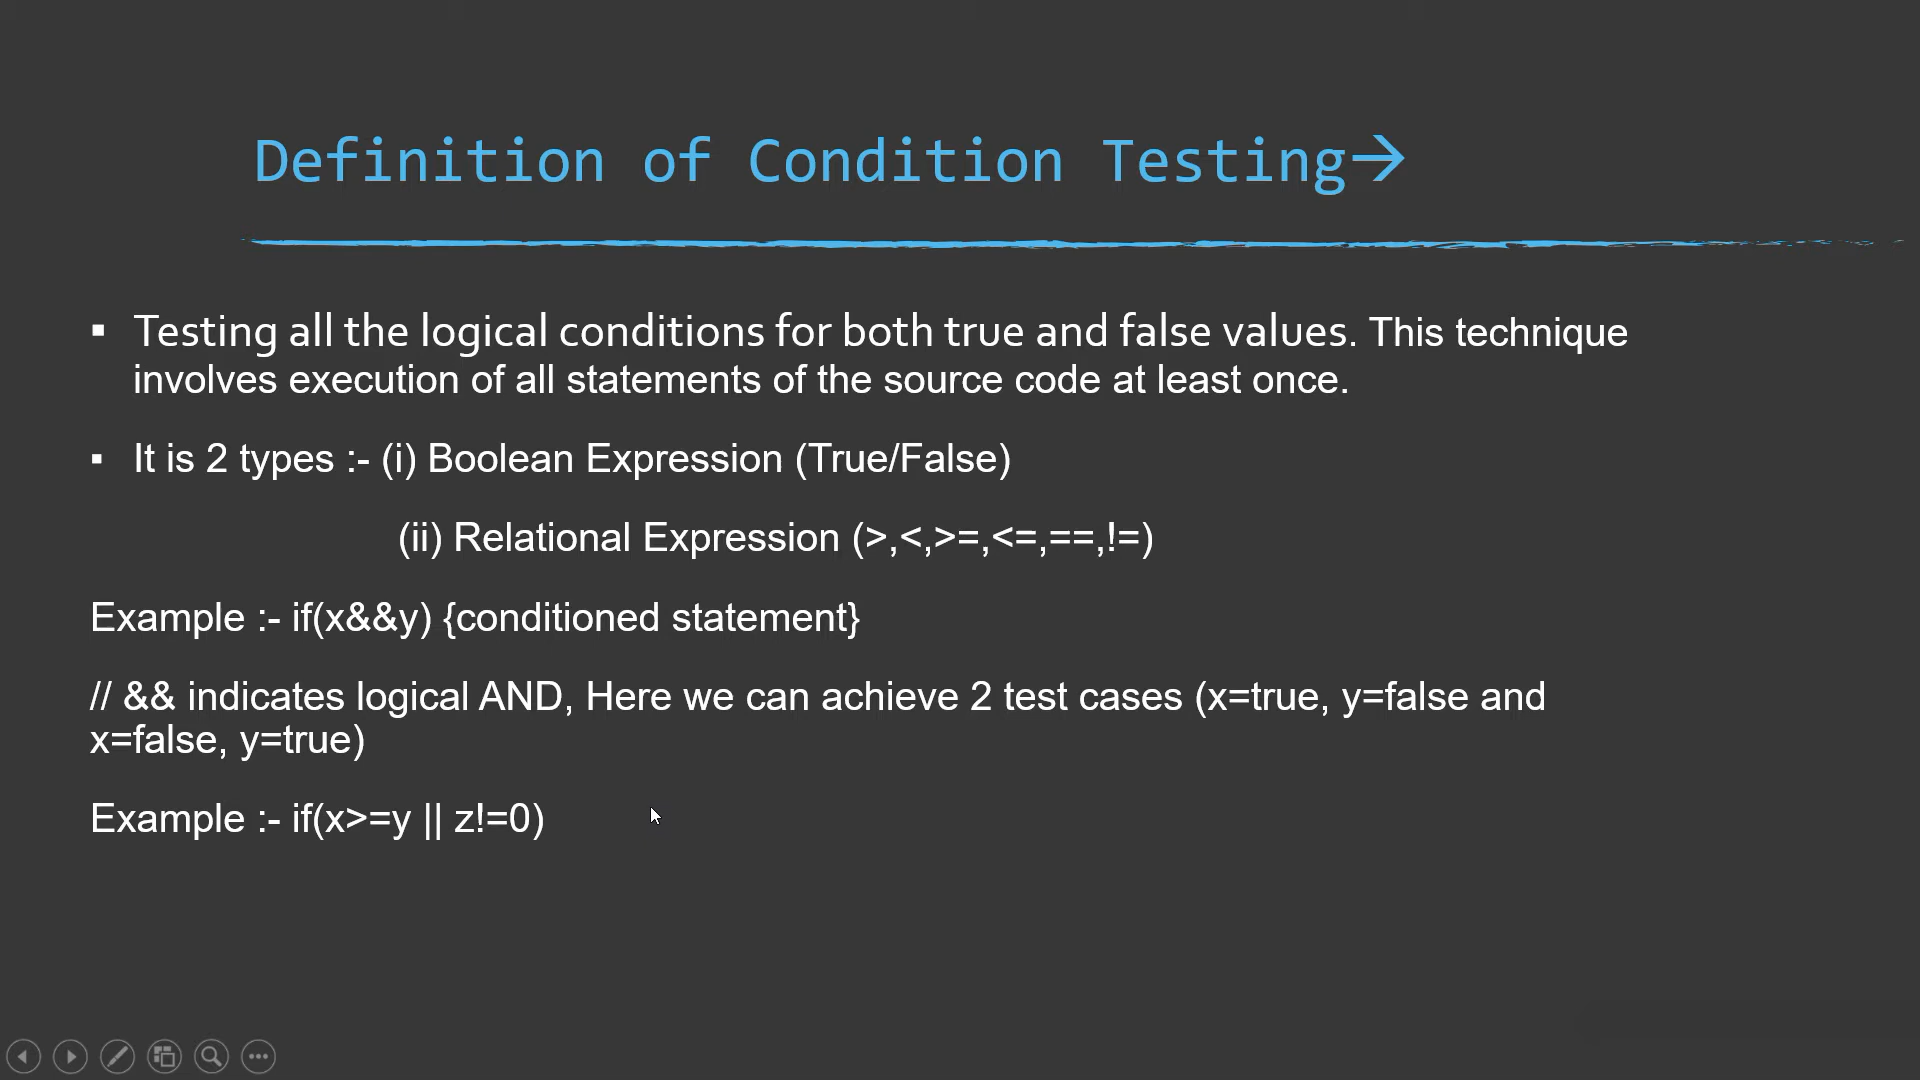 Definition of Condition Testing→
▪ Testing all the logical conditions for both true and false values. This technique
involves execution of all statements of the source code at least once.
▪ It is 2 types :- (i) Boolean Expression (True/False)
(ii) Relational Expression (>,<,>=,<=,==,!=)
Example :- if(x&&y) {conditioned statement}
// && indicates logical AND, Here we can achieve 2 test cases (x=true, y=false and
x=false, y=true)
Example :- if(x>=y || z!=0)